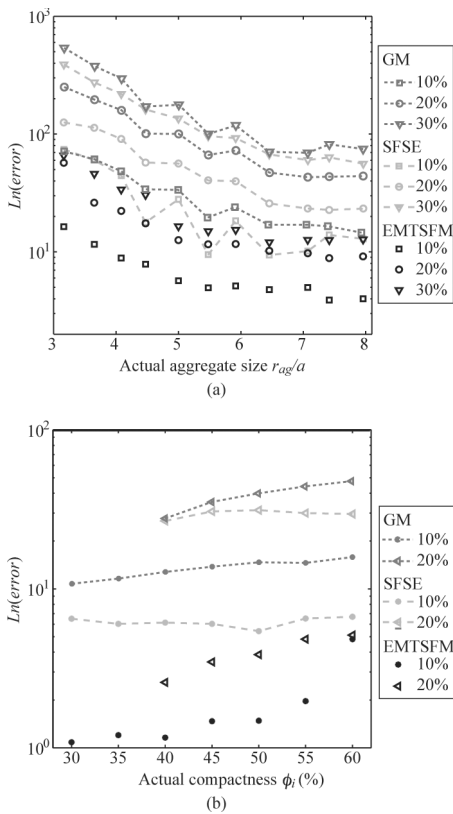 10³
10²
10¹
Ln(error)
3 4 5 6 7 8
Actual aggregate size r_ag/a
(a)
GM
10%
20%
30%
SFSE
10%
20%
30%
EMTSFM
10%
20%
30%
10²
10¹
10⁰
Ln(error)
30 35 40 45 50 55 60
Actual compactness ϕ_i (%)
(b)
GM
10%
20%
SFSE
10%
20%
EMTSFM
10%
20%